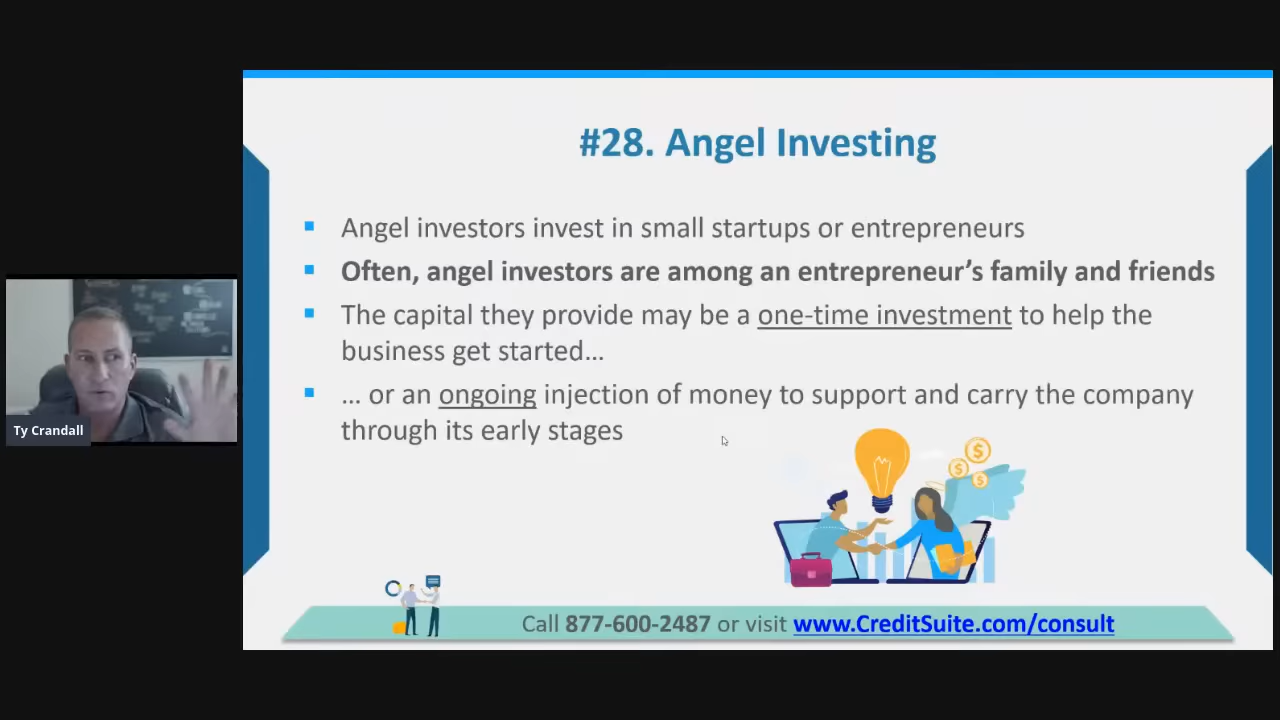 #28. Angel Investing
▪ Angel investors invest in small startups or entrepreneurs
▪ Often, angel investors are among an entrepreneur’s family and friends
▪ The capital they provide may be a one-time investment to help the
business get started…
▪ … or an ongoing injection of money to support and carry the company
through its early stages
Ty Crandall
Call 877-600-2487 or visit www.CreditSuite.com/consult